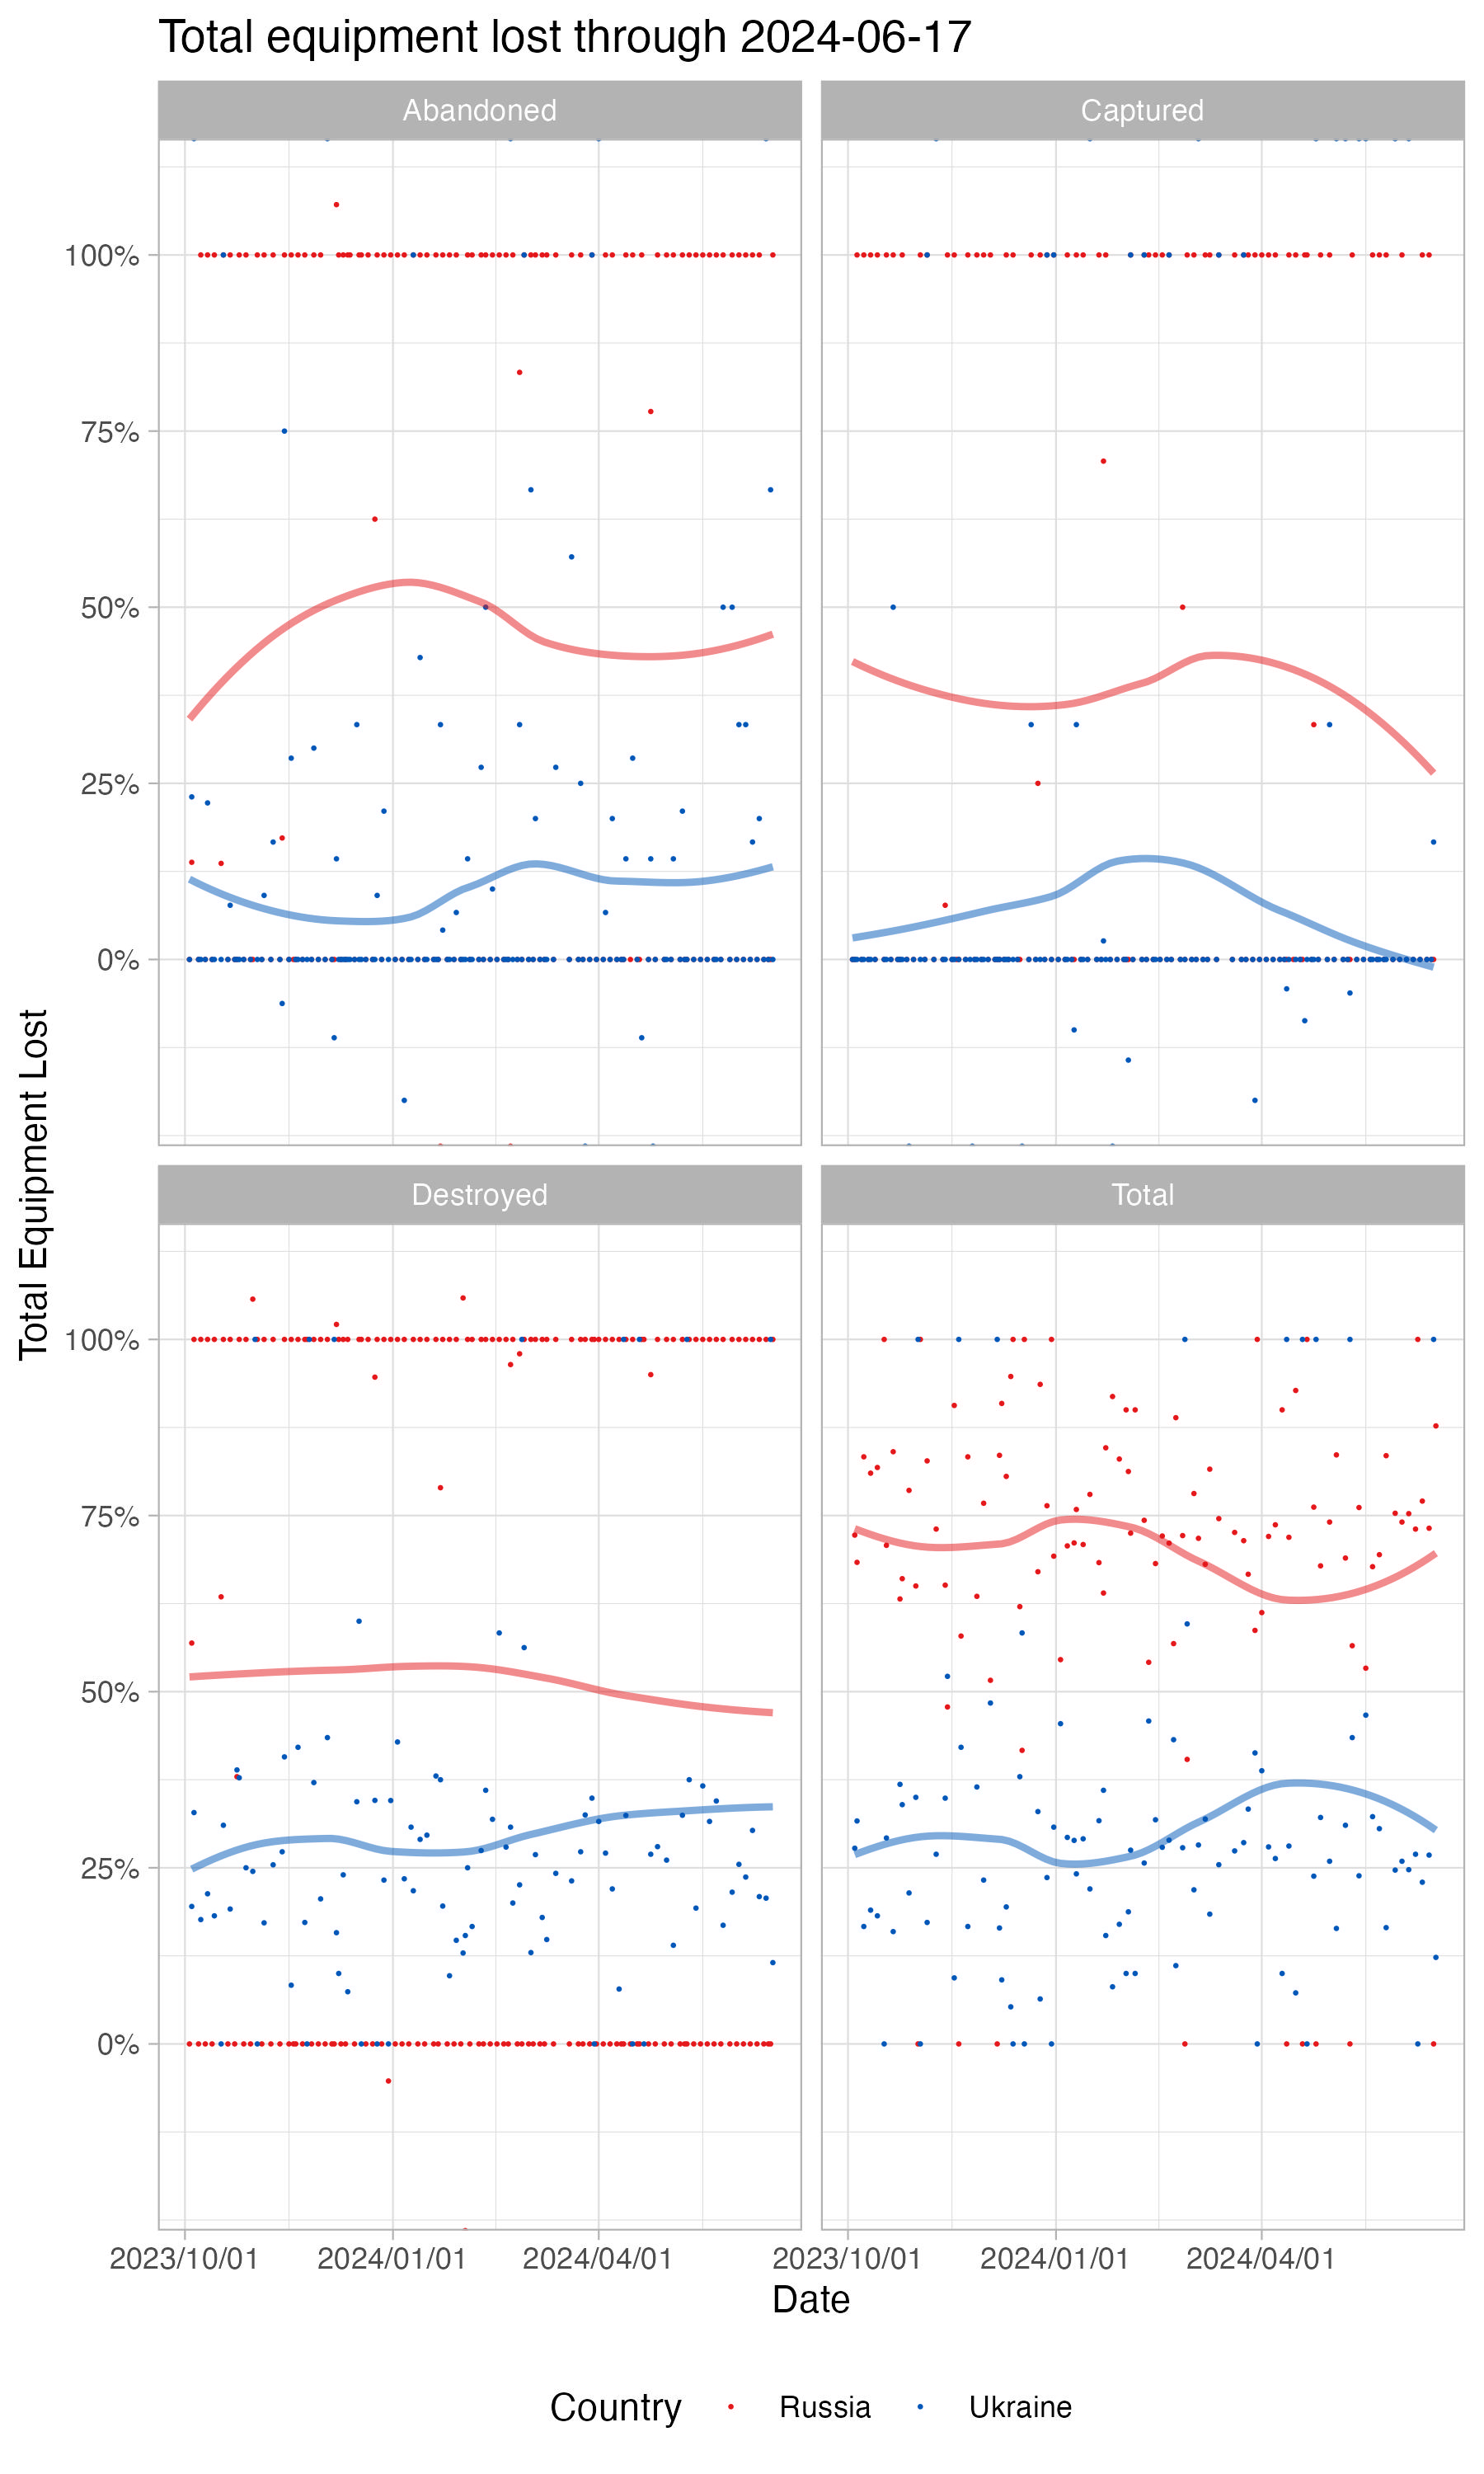 Total equipment lost through 2024-06-17
Abandoned
Captured
100%
75%
50%
25%
0%
Destroyed
Total
100%
75%
50%
25%
0%
Total Equipment Lost
2023/10/01 2024/01/01 2024/04/01
2023/10/01 2024/01/01 2024/04/01
Date
Country Russia Ukraine